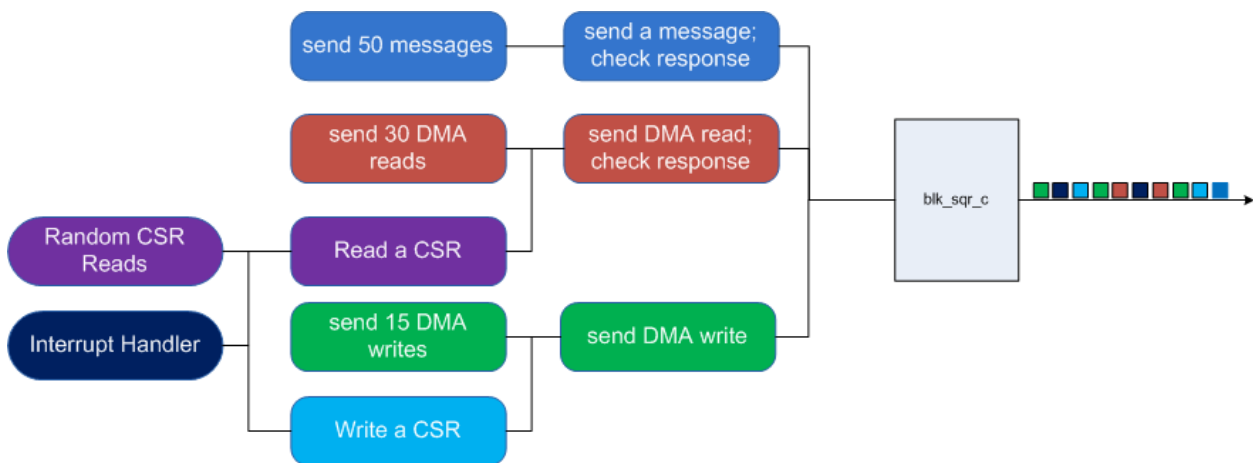 send 50 messages
send a message;
check response
send 30 DMA
reads
send DMA read;
check response
blk_sqr_c
Random CSR
Reads
Read a CSR
Interrupt Handler
send 15 DMA
writes
send DMA write
Write a CSR